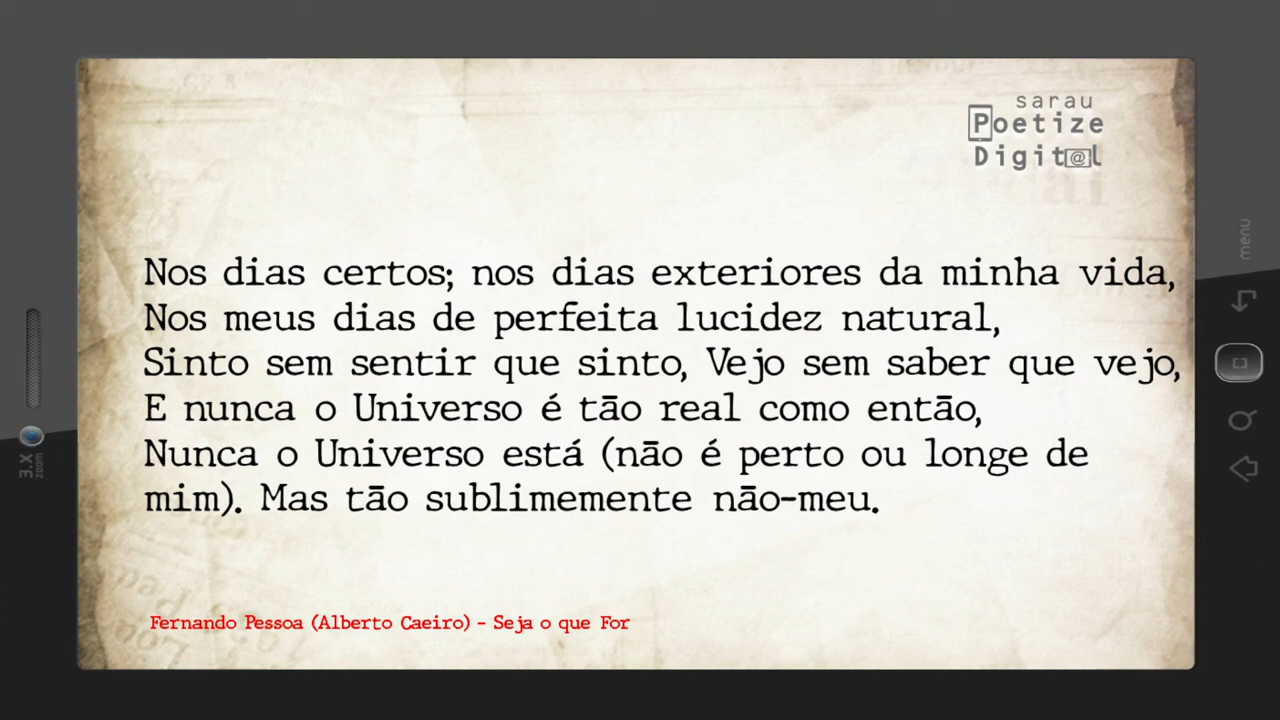 sarau
Poetize
Digit@l
Nos dias certos; nos dias exteriores da minha vida,
Nos meus dias de perfeita lucidez natural,
Sinto sem sentir que sinto, Vejo sem saber que vejo,
E nunca o Universo é tão real como então,
Nunca o Universo está (não é perto ou longe de
mim). Mas tão sublimemente não-meu.
Fernando Pessoa (Alberto Caeiro) - Seja o que For
menu
3.X
zoom